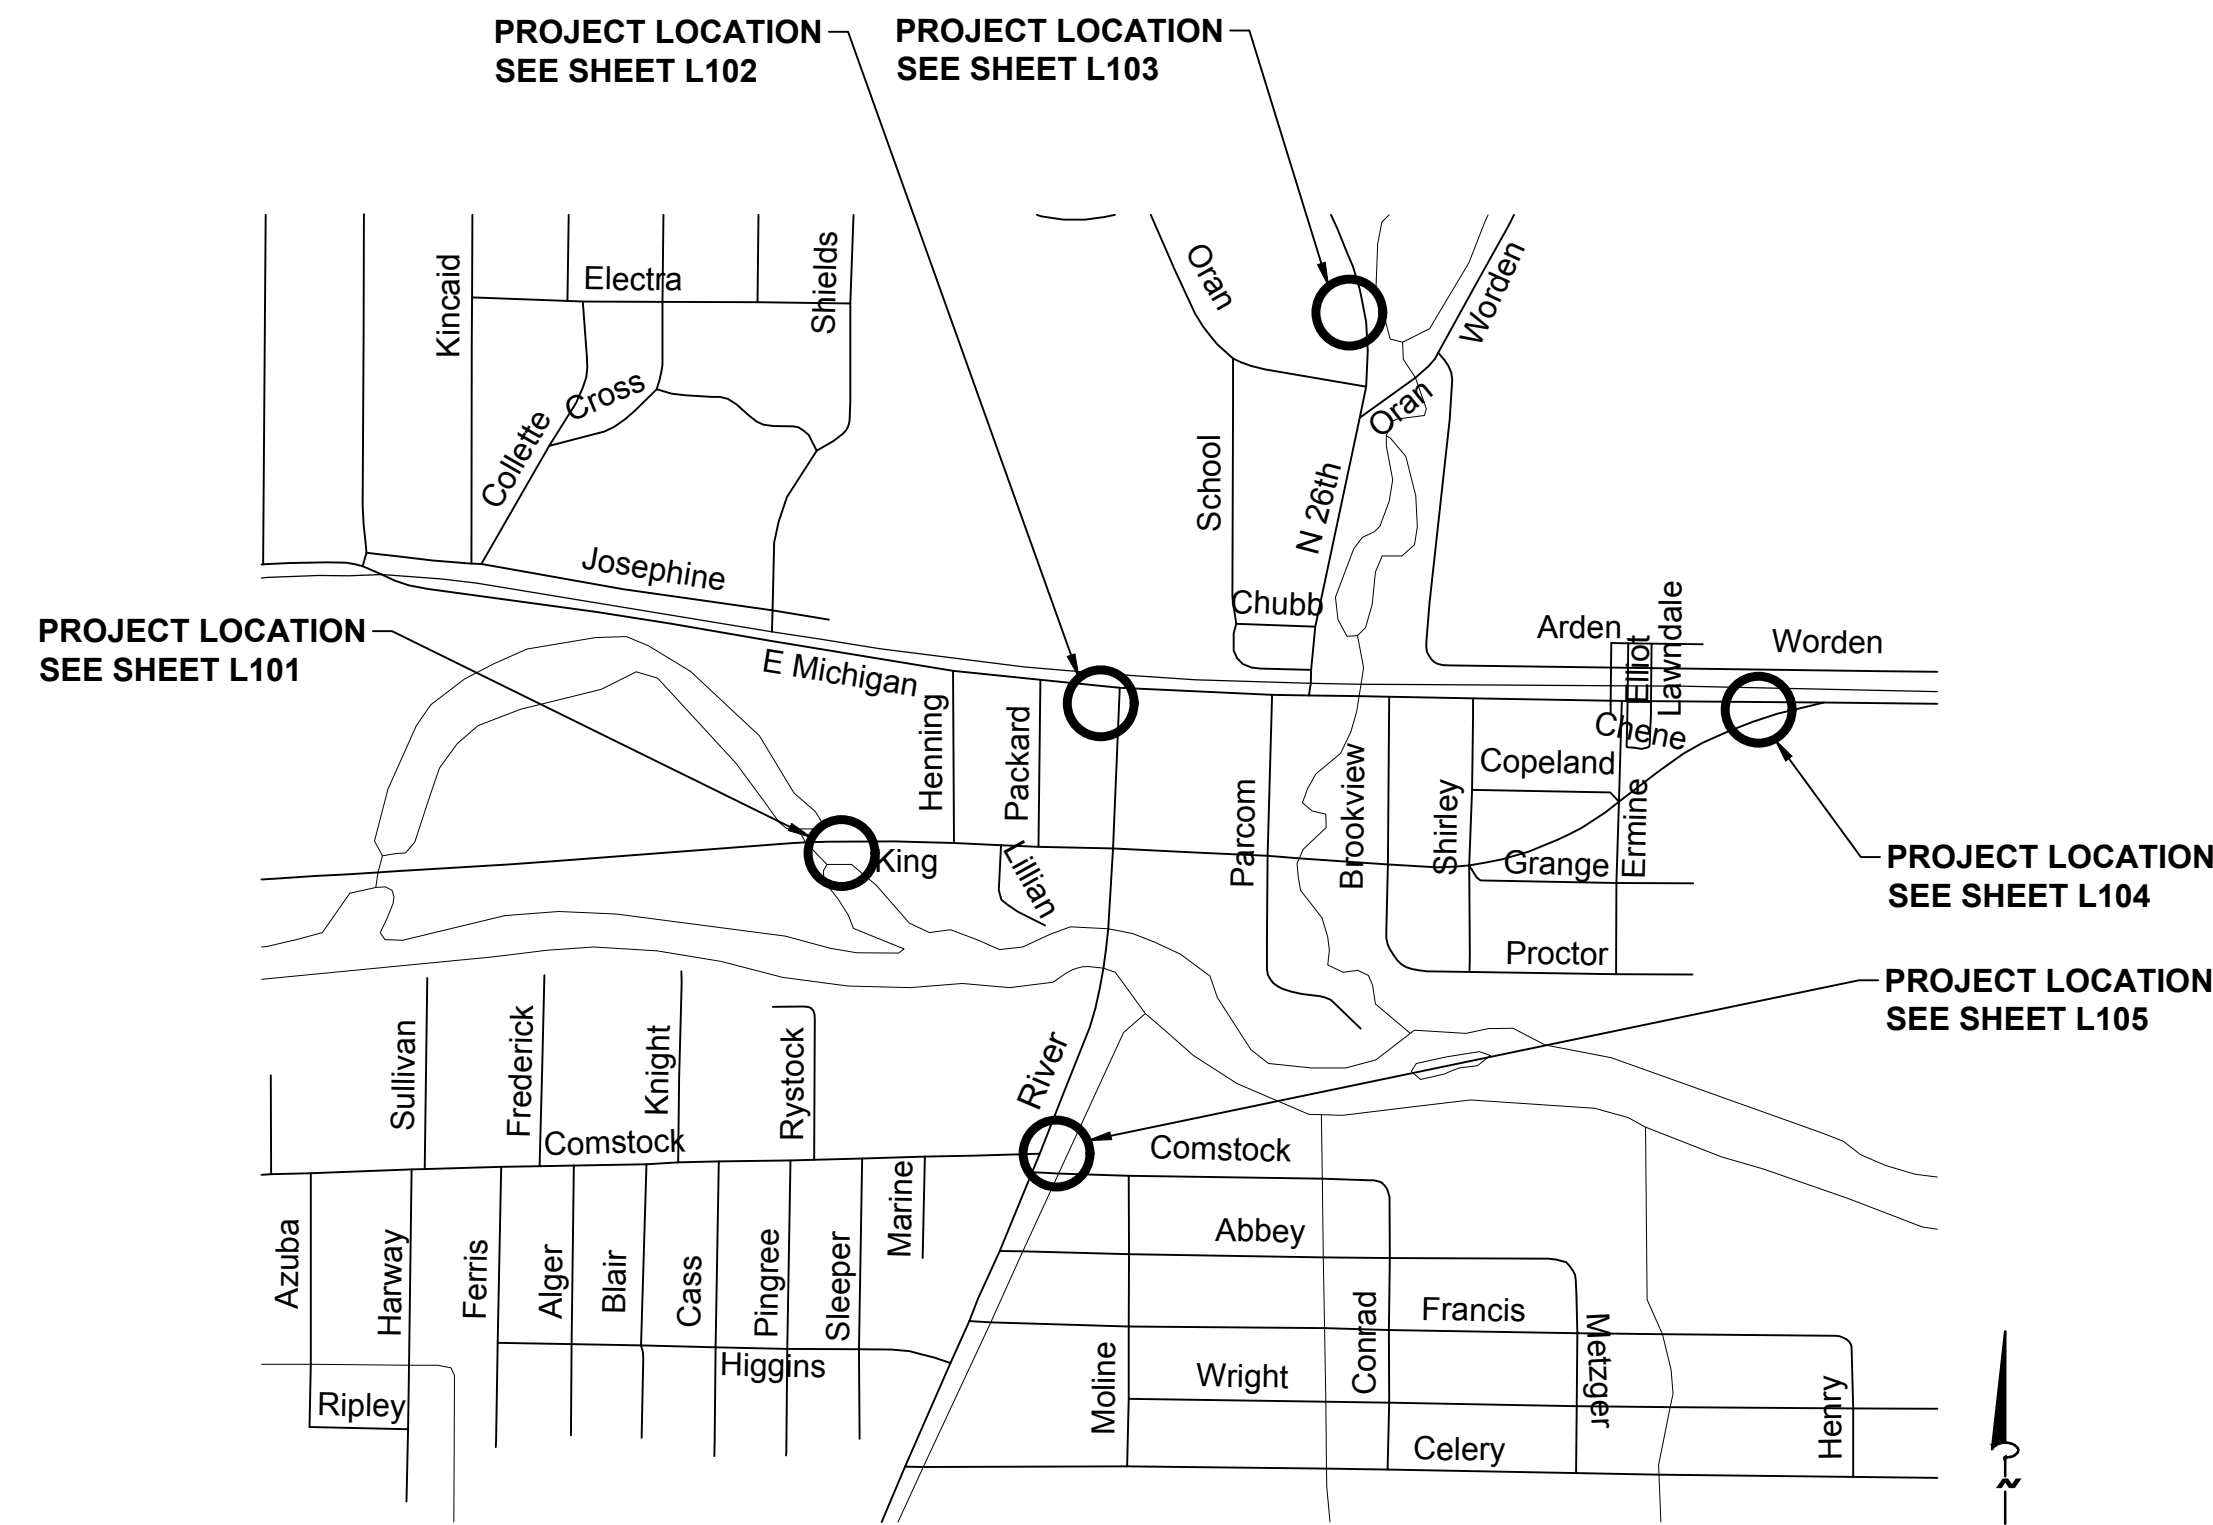 PROJECT LOCATION
SEE SHEET L102
PROJECT LOCATION
SEE SHEET L103
Kincaid
Electra
Shields
Oran
Worden
Collette
Cross
Oran
School
N 26th
Josephine
Chubb
Arden
Elliot
Lawndale
Worden
PROJECT LOCATION
SEE SHEET L101
E Michigan
Henning
Packard
Chene
Copeland
Parcom
Brookview
Shirley
Ermine
King
Lillian
Grange
PROJECT LOCATION
SEE SHEET L104
Proctor
PROJECT LOCATION
SEE SHEET L105
Sullivan
Frederick
Knight
Rystock
River
Comstock
Comstock
Azuba
Harway
Ferris
Alger
Blair
Cass
Pingree
Sleeper
Marine
Abbey
Francis
Conrad
Metzger
Higgins
Moline
Wright
Ripley
Henry
Celery
N